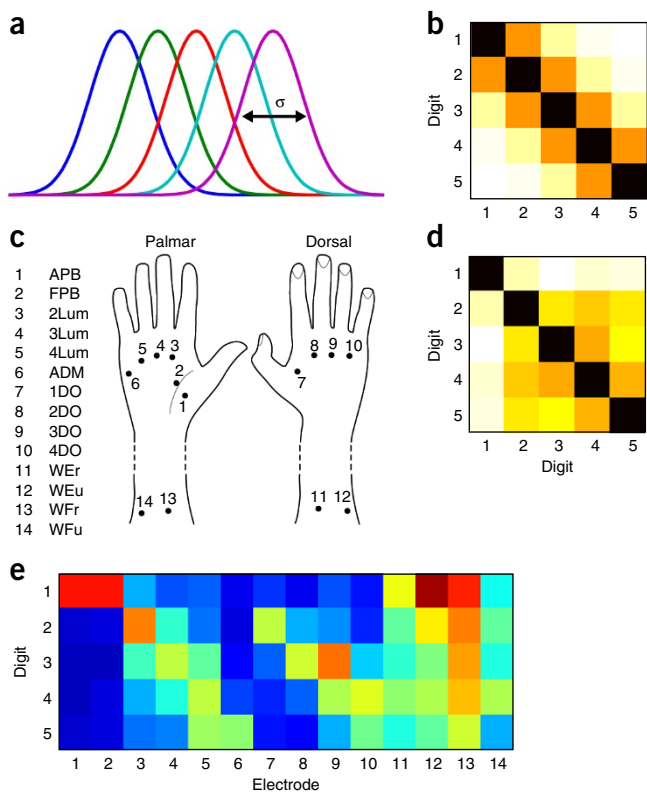 a
σ
b
Digit
1
2
3
4
5
1 2 3 4 5
c
Palmar Dorsal
1 APB
2 FPB
3 2Lum
4 3Lum
5 4Lum
6 ADM
7 1DO
8 2DO
9 3DO
10 4DO
11 WEr
12 WEu
13 WFr
14 WFu
5 4 3
6
2
1
8 9 10
7
14 13
11 12
d
1
2
3
4
5
1 2 3 4 5
Digit
e
Digit
1
2
3
4
5
1 2 3 4 5 6 7 8 9 10 11 12 13 14
Electrode